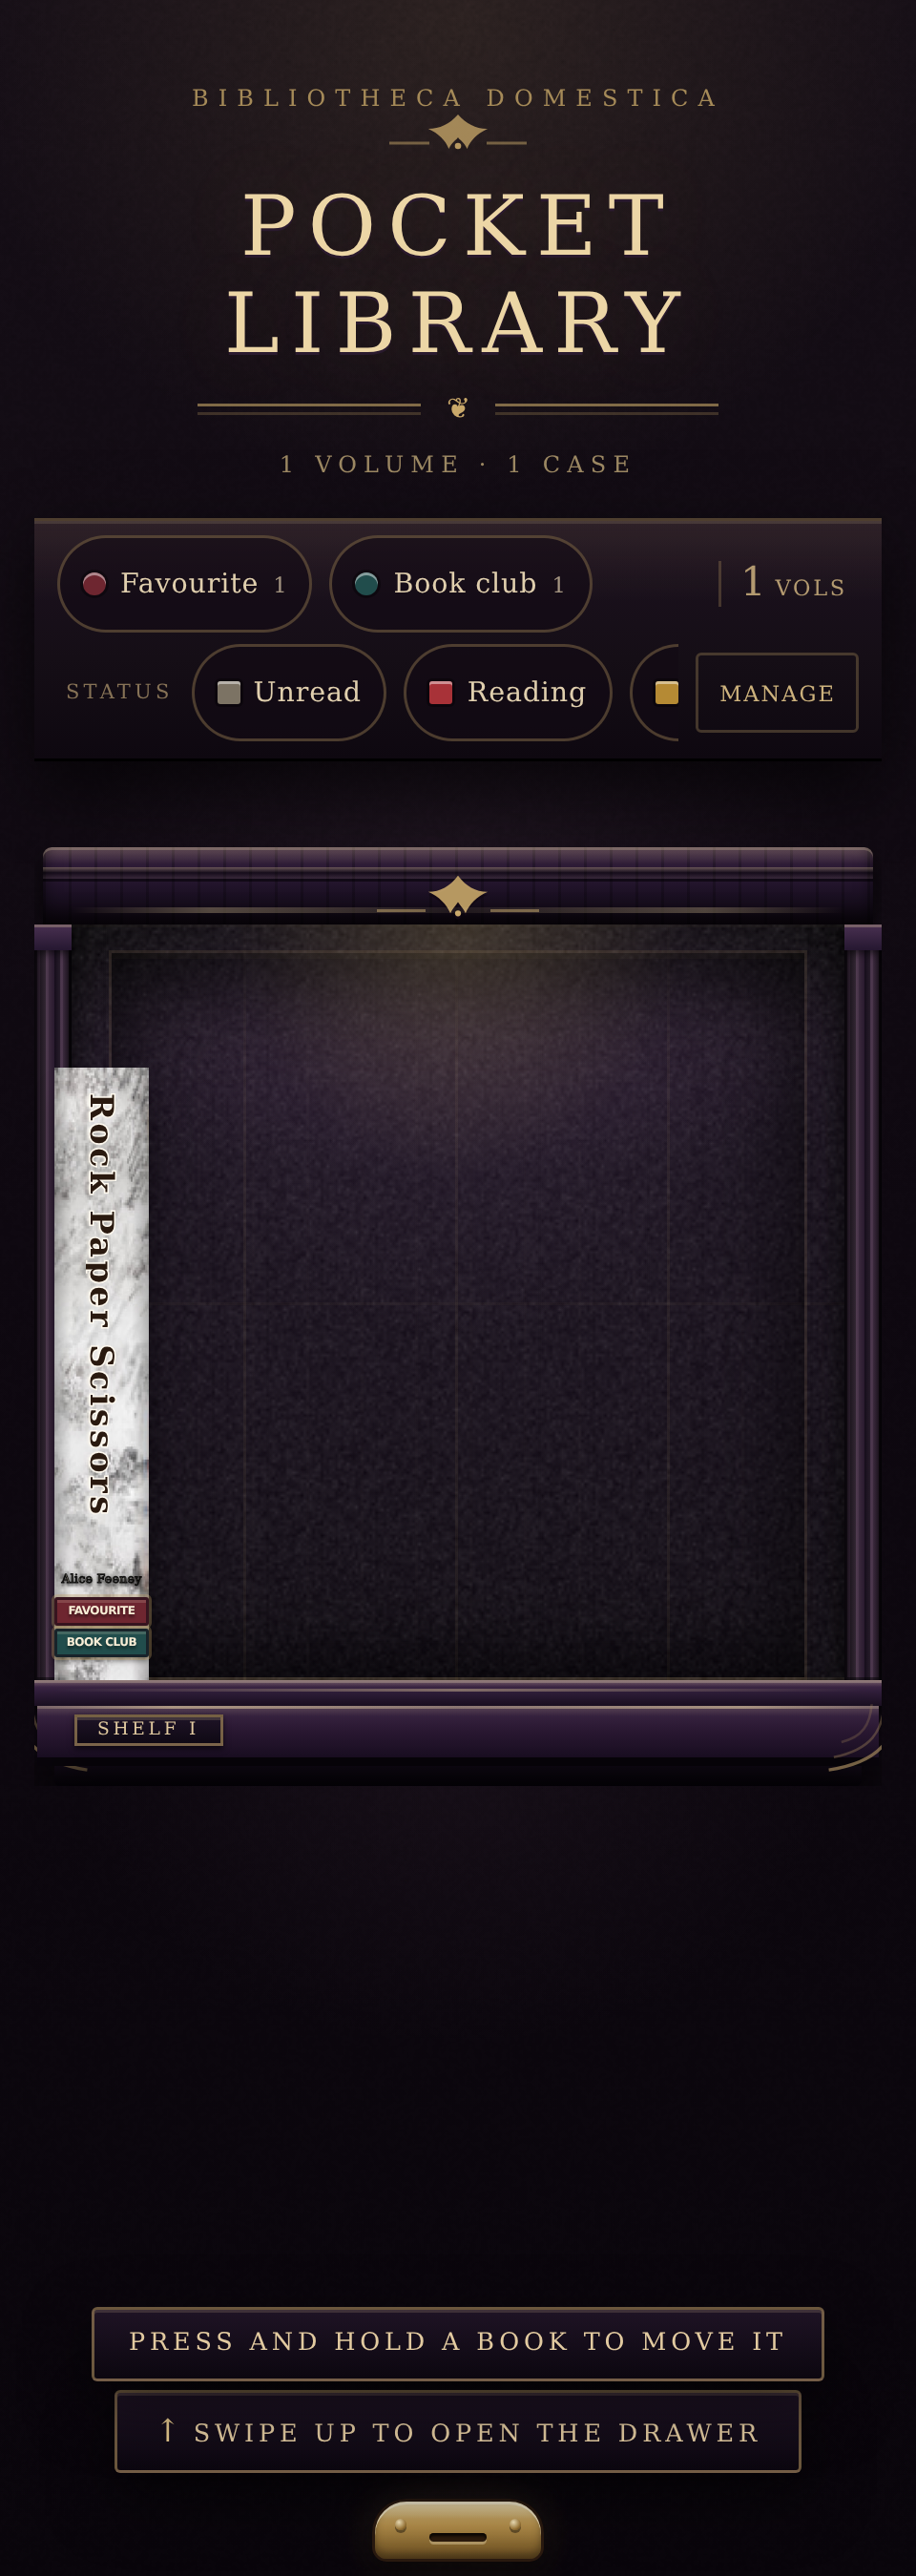 BIBLIOTHECA DOMESTICA
POCKET
LIBRARY
❦
1 VOLUME · 1 CASE
Favourite 1
Book club 1
1 VOLS
STATUS
Unread
Reading
MANAGE
Rock Paper Scissors
Alice Feeney
FAVOURITE
BOOK CLUB
SHELF I
PRESS AND HOLD A BOOK TO MOVE IT
↑ SWIPE UP TO OPEN THE DRAWER